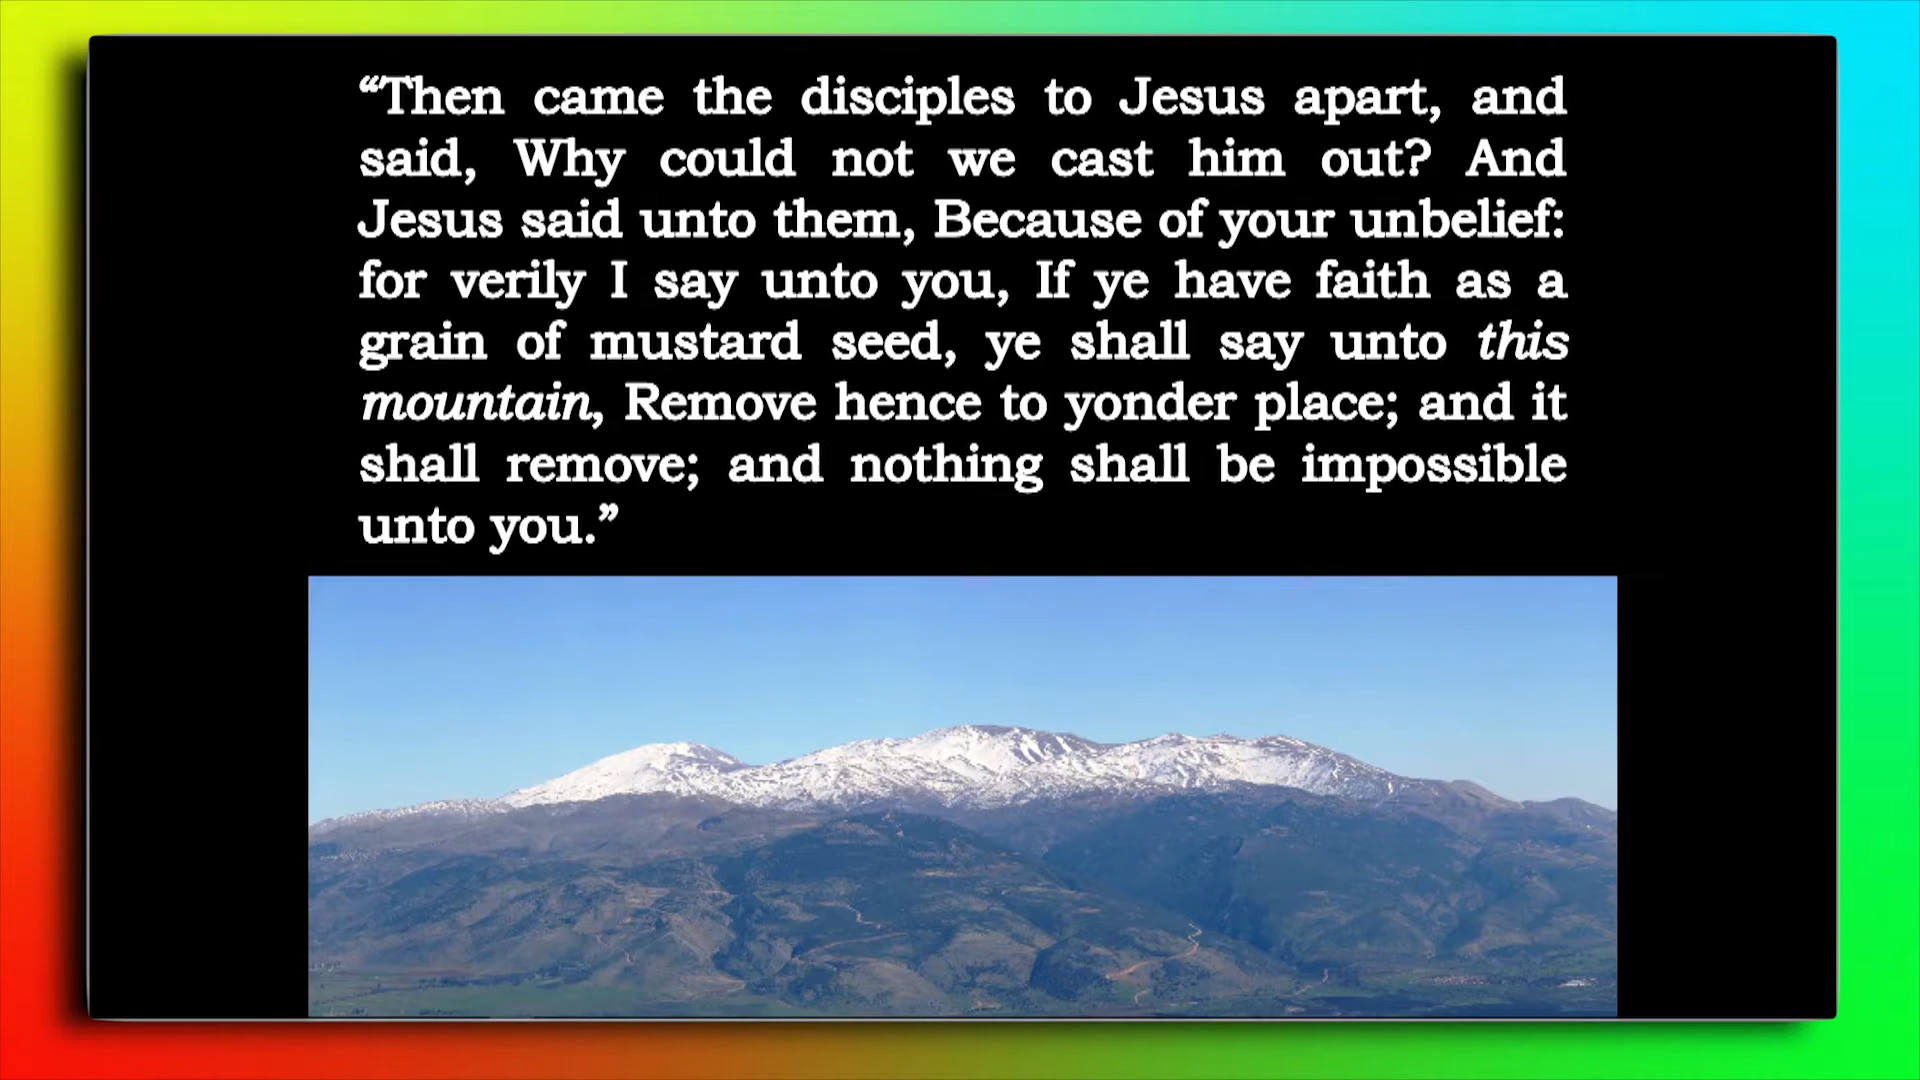 “Then came the disciples to Jesus apart, and
said, Why could not we cast him out? And
Jesus said unto them, Because of your unbelief:
for verily I say unto you, If ye have faith as a
grain of mustard seed, ye shall say unto this
mountain, Remove hence to yonder place; and it
shall remove; and nothing shall be impossible
unto you.”